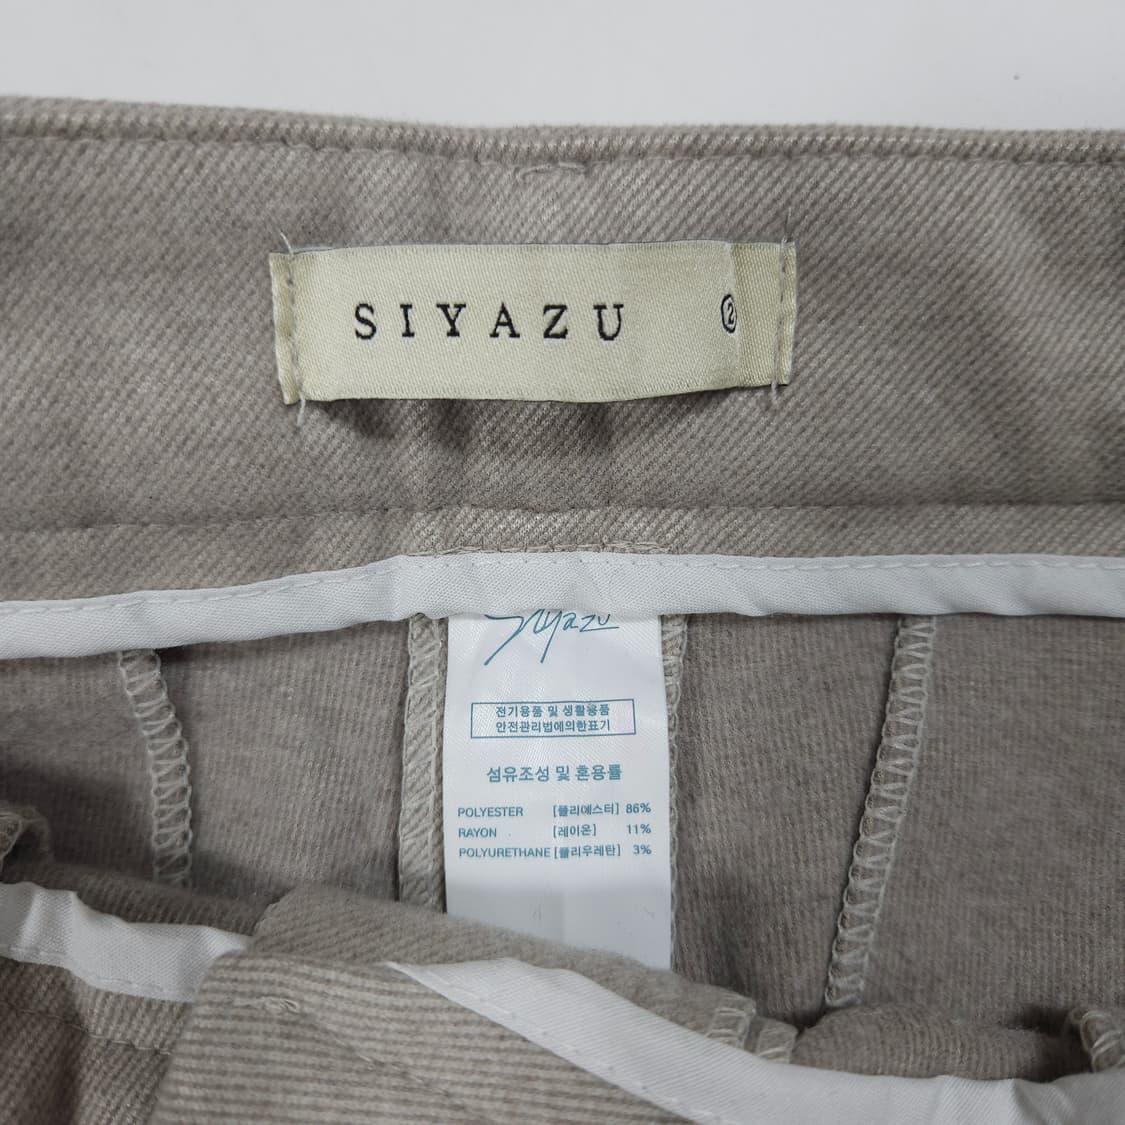 SIYAZU ②
Siyazu
전기용품 및 생활용품
안전관리법에의한표기
섬유조성 및 혼용률
POLYESTER [폴리에스터] 86%
RAYON [레이온] 11%
POLYURETHANE [폴리우레탄] 3%